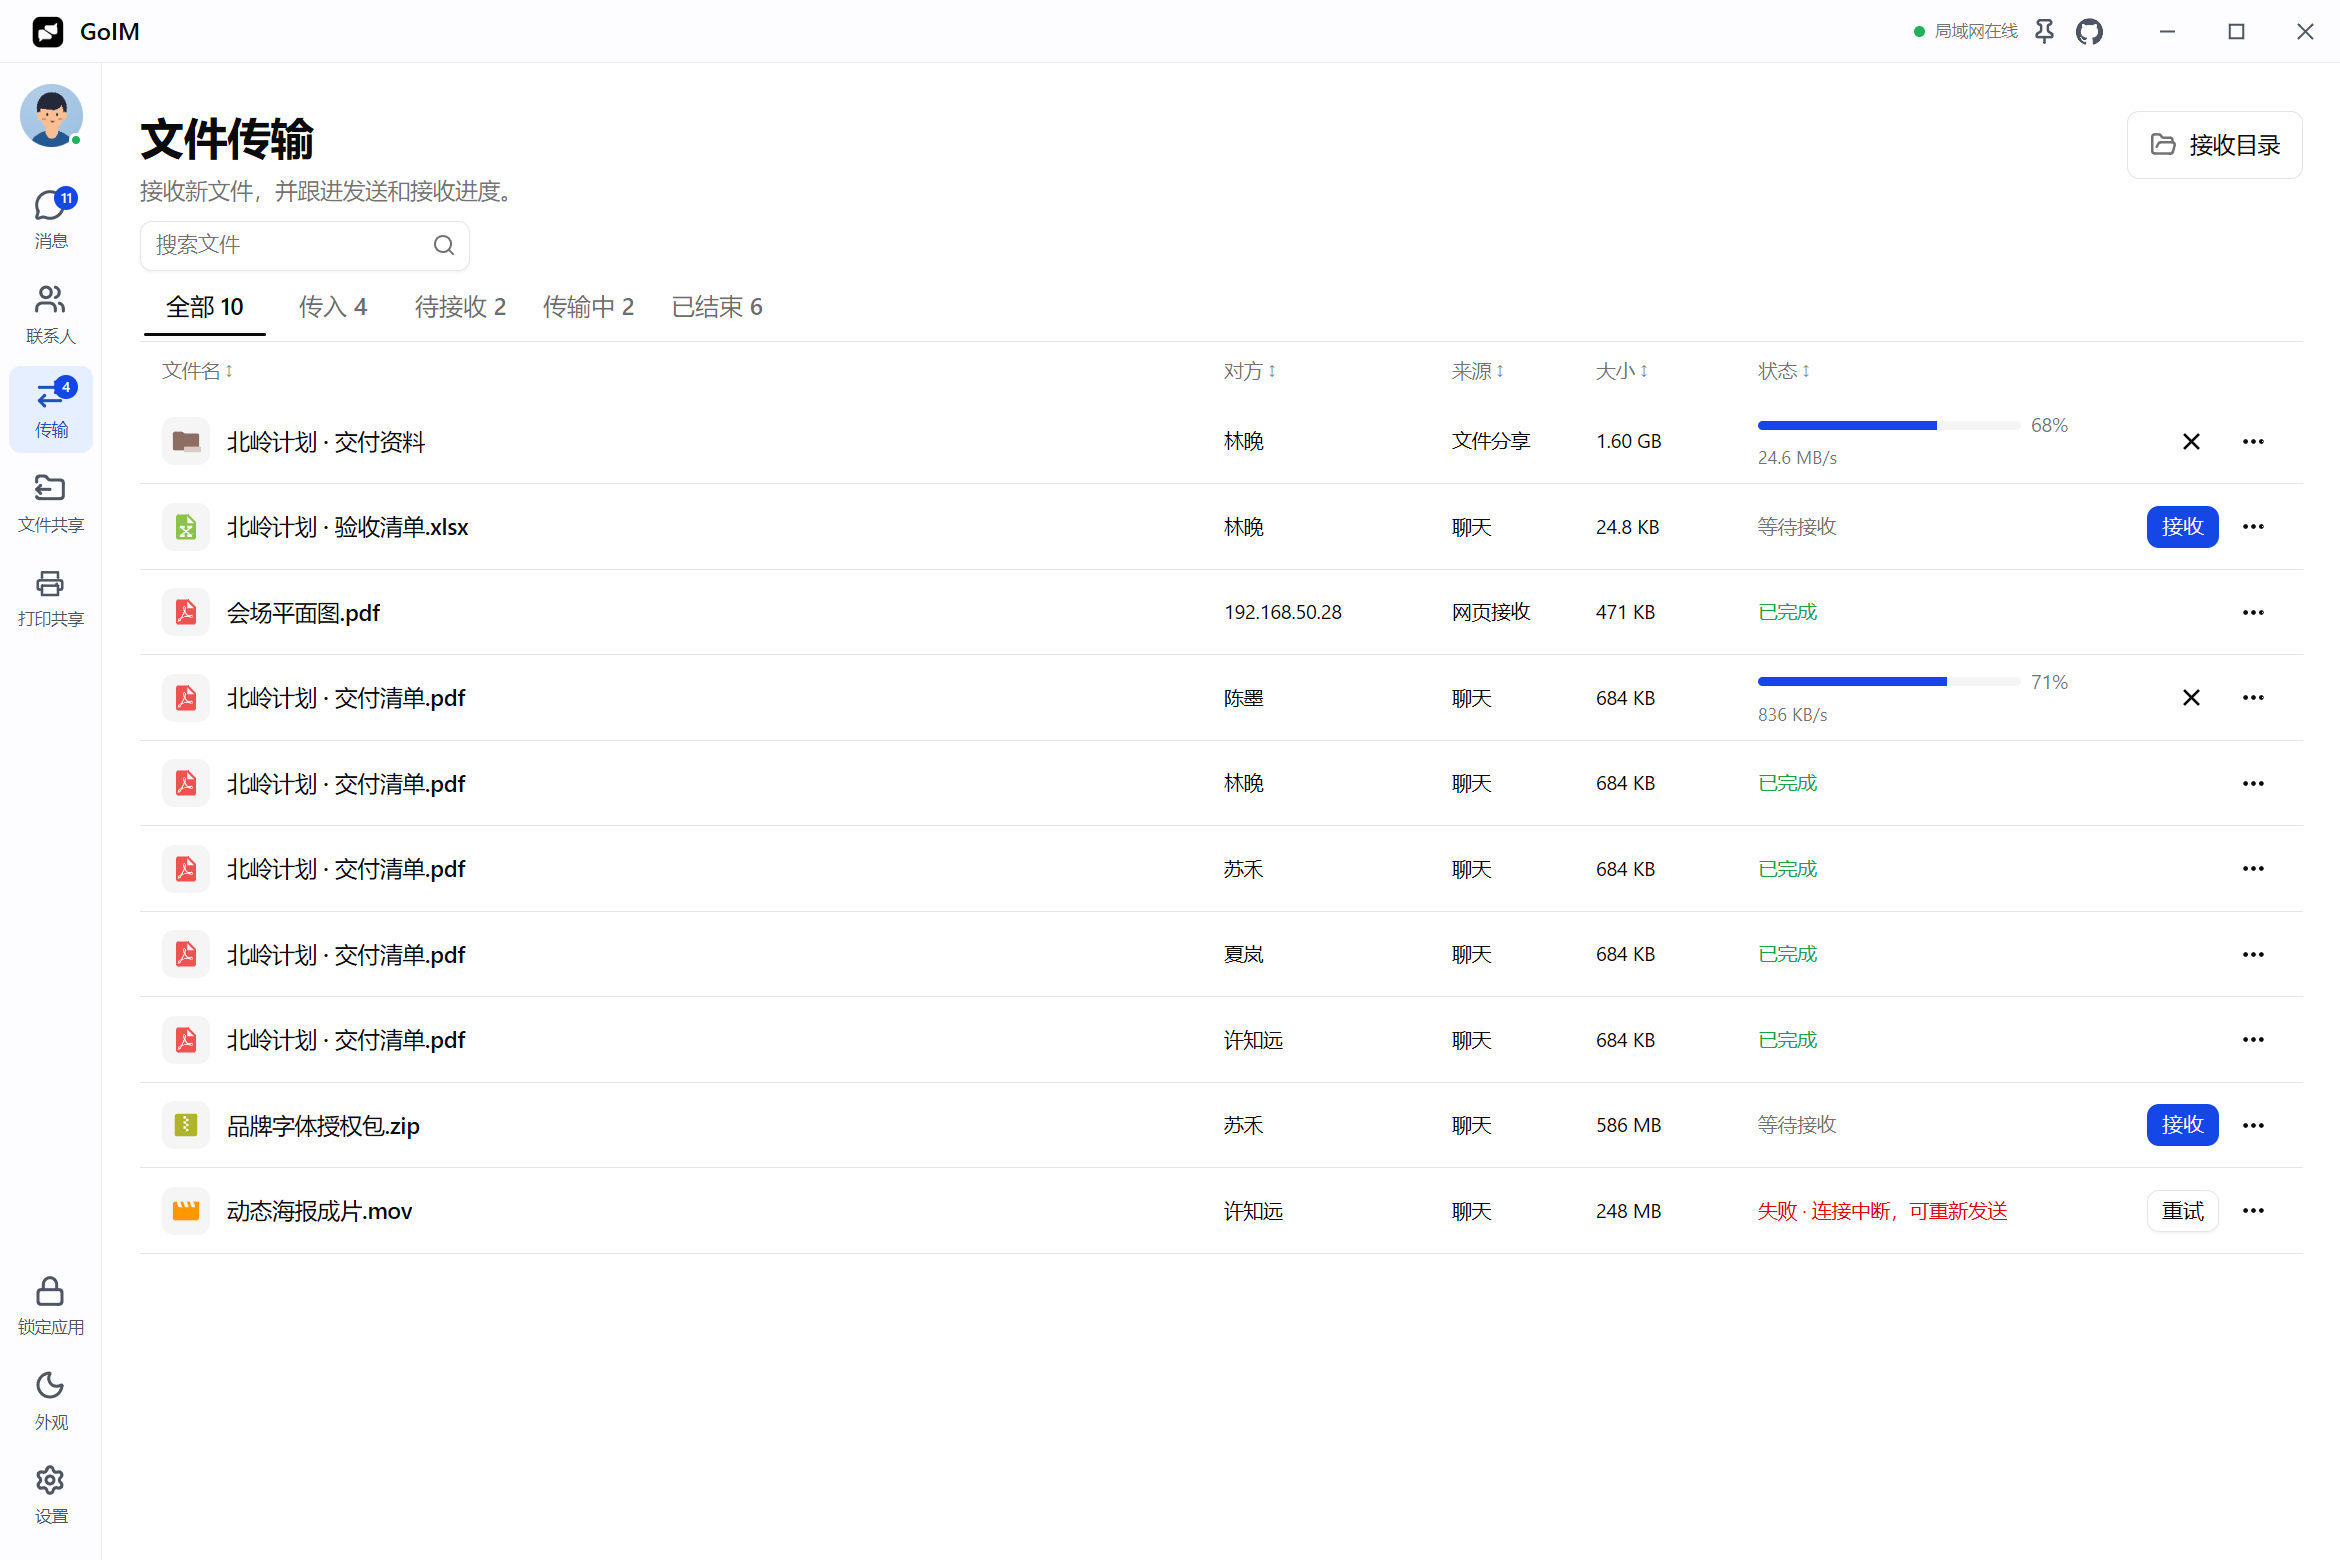 GoIM
局域网在线
11
消息
联系人
4
传输
文件共享
打印共享
锁定应用
外观
设置
文件传输
接收目录
接收新文件，并跟进发送和接收进度。
搜索文件
全部 10 传入 4 待接收 2 传输中 2 已结束 6
文件名 对方 来源 大小 状态
北岭计划 · 交付资料 林晚 文件分享 1.60 GB 68%
24.6 MB/s
北岭计划 · 验收清单.xlsx 林晚 聊天 24.8 KB 等待接收 接收
会场平面图.pdf 192.168.50.28 网页接收 471 KB 已完成
北岭计划 · 交付清单.pdf 陈墨 聊天 684 KB 71%
836 KB/s
北岭计划 · 交付清单.pdf 林晚 聊天 684 KB 已完成
北岭计划 · 交付清单.pdf 苏禾 聊天 684 KB 已完成
北岭计划 · 交付清单.pdf 夏岚 聊天 684 KB 已完成
北岭计划 · 交付清单.pdf 许知远 聊天 684 KB 已完成
品牌字体授权包.zip 苏禾 聊天 586 MB 等待接收 接收
动态海报成片.mov 许知远 聊天 248 MB 失败 · 连接中断，可重新发送 重试